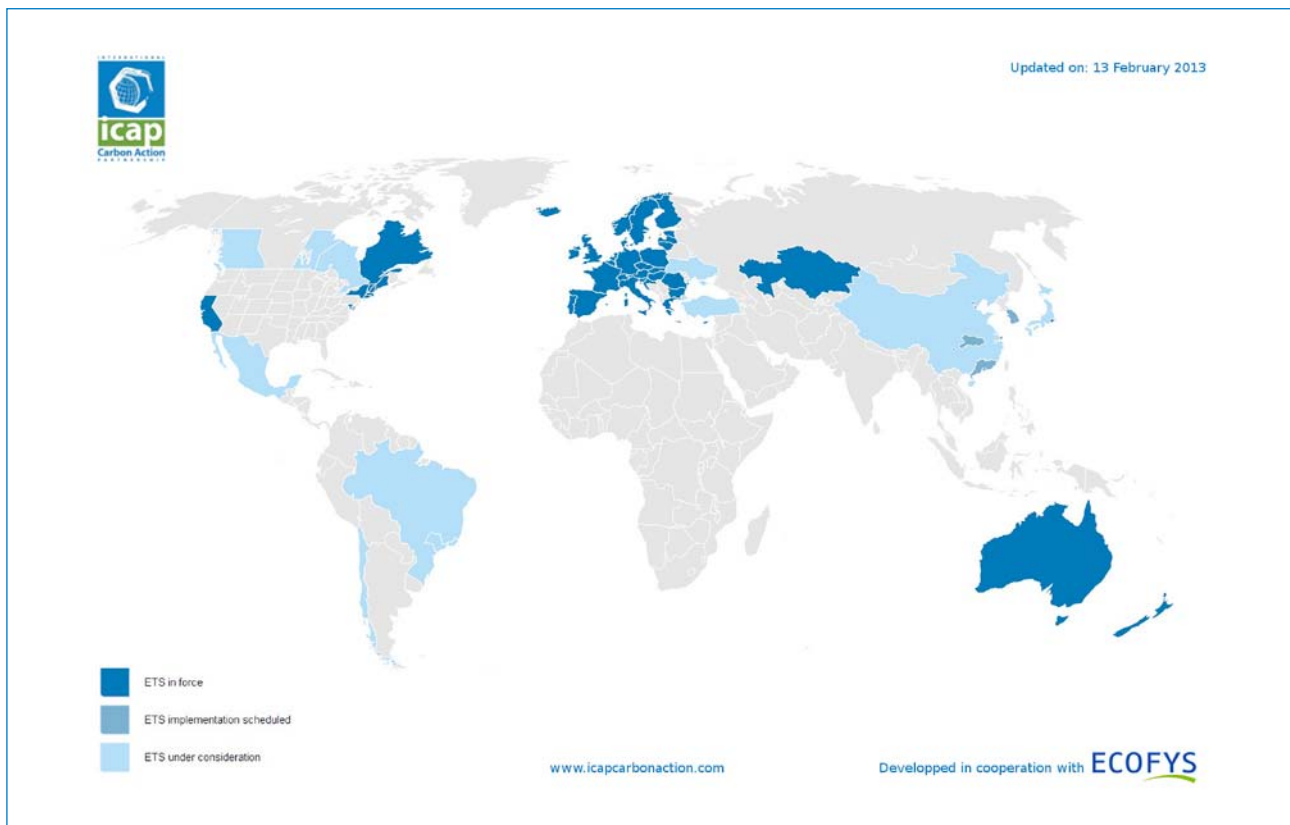 INTERNATIONAL
icap
Carbon Action
PARTNERSHIP
Updated on: 13 February 2013
ETS in force
ETS implementation scheduled
ETS under consideration
www.icapcarbonaction.com
Developped in cooperation with ECOFYS